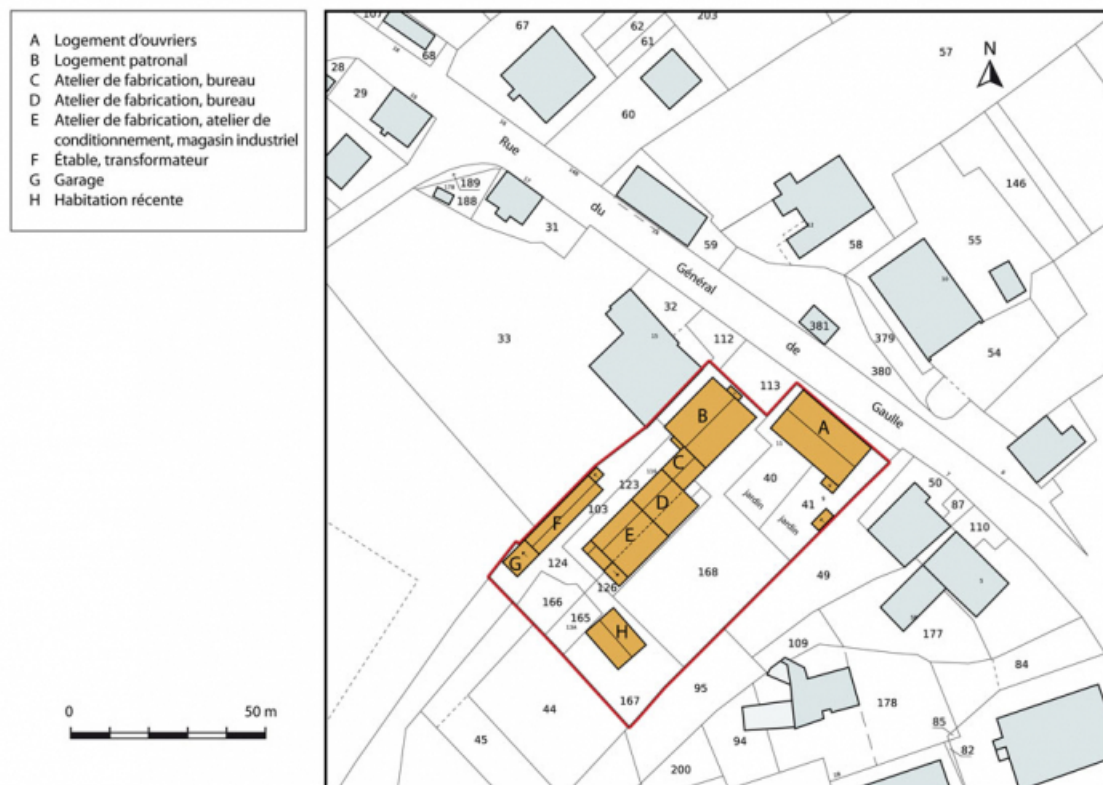 A Logement d'ouvriers
B Logement patronal
C Atelier de fabrication, bureau
D Atelier de fabrication, bureau
E Atelier de fabrication, atelier de
conditionnement, magasin industriel
F Étable, transformateur
G Garage
H Habitation récente
0 50 m
N
107
68
67
62
61
203
57
28
29
60
Rue
du
Général
de
Gaulle
189
188
31
146
55
58
59
33
32
112
381
379
380
54
113
B
A
C
D
E
F
G
H
123
103
40
41
jardin
jardin
50
87
110
124
126
168
49
166
165
177
109
84
167
95
44
178
45
94
85
82
200